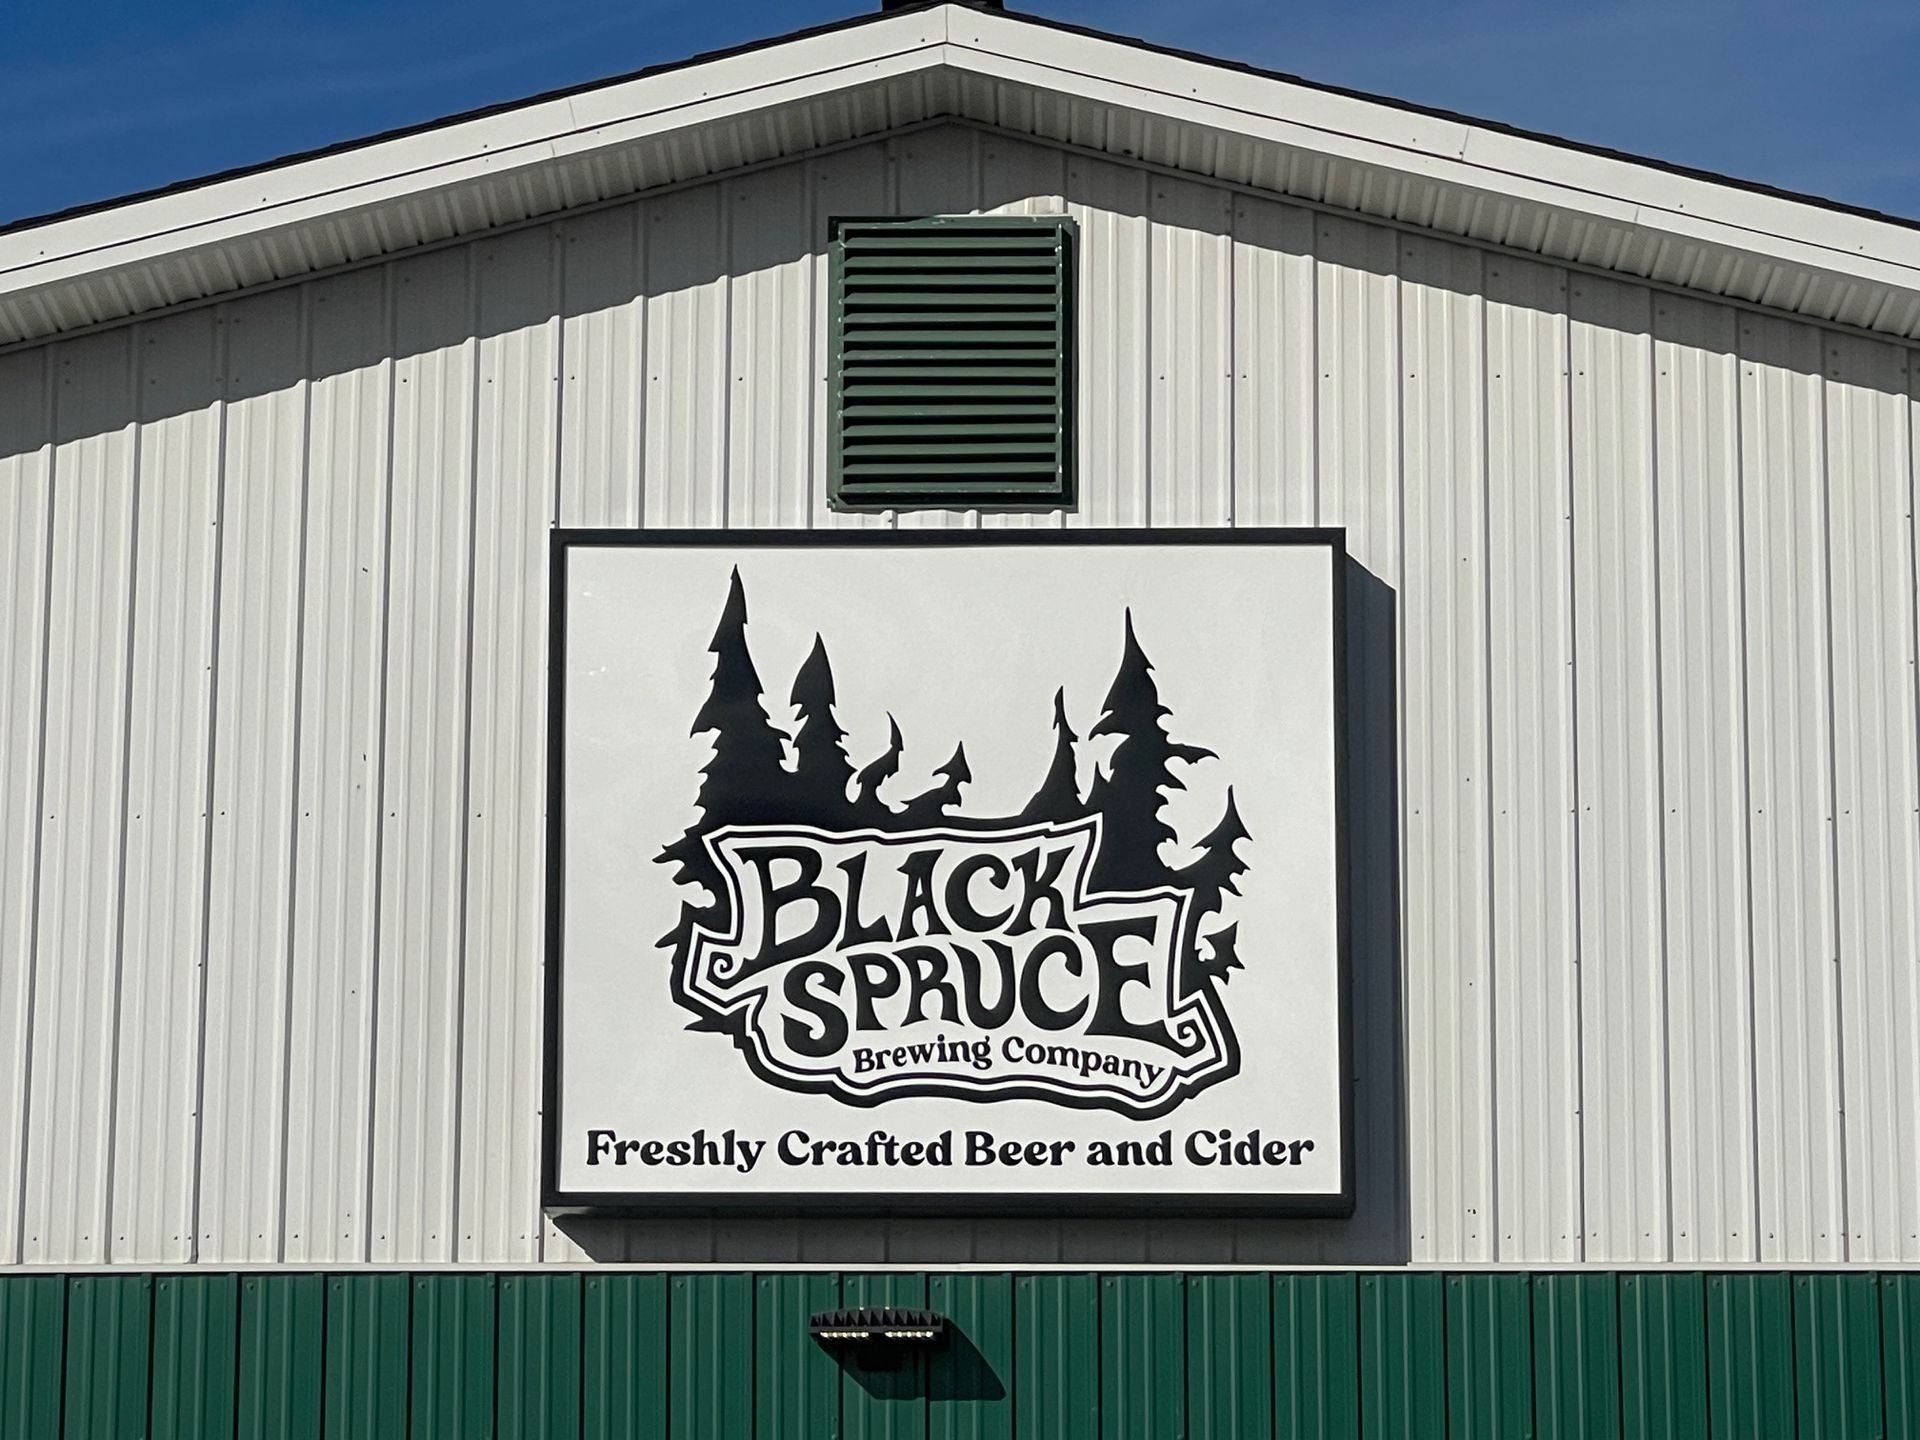 BLACK
SPRUCE
Brewing Company
Freshly Crafted Beer and Cider